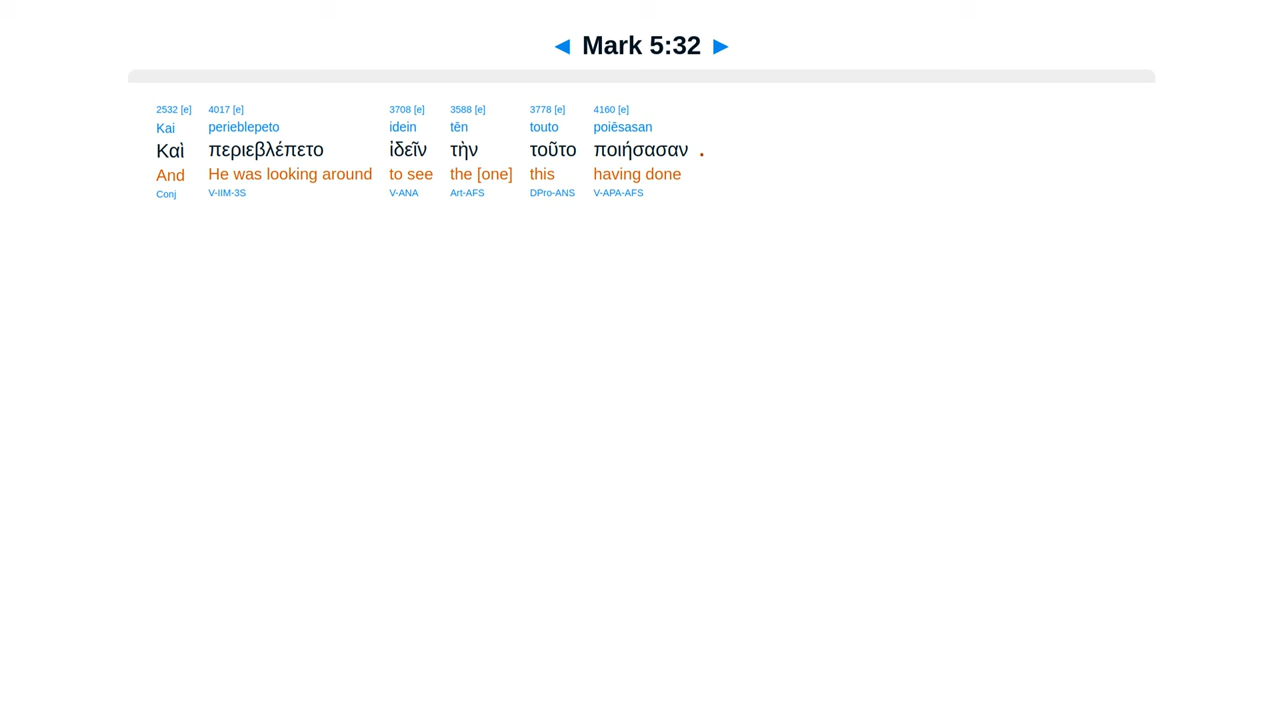 ◄ Mark 5:32 ►
2532 [e] 4017 [e] 3708 [e] 3588 [e] 3778 [e] 4160 [e]
Kai perieblepeto idein tēn touto poiēsasan
Καὶ περιεβλέπετο ἰδεῖν τὴν τοῦτο ποιήσασαν .
And He was looking around to see the [one] this having done
Conj V-IIM-3S V-ANA Art-AFS DPro-ANS V-APA-AFS